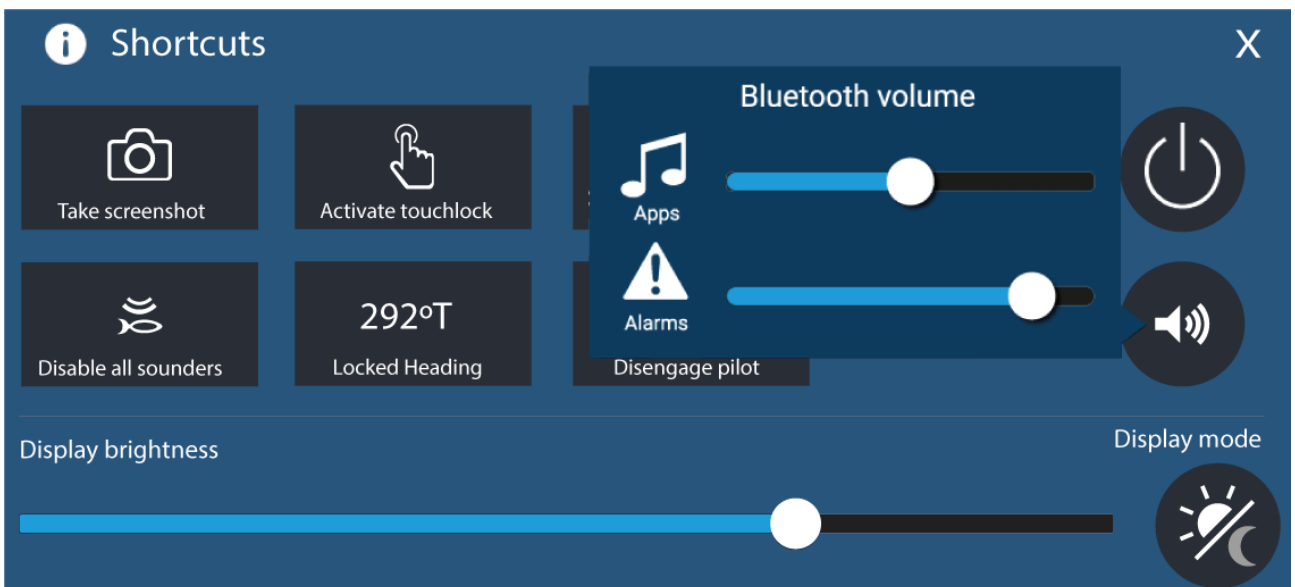 Shortcuts
X
Bluetooth volume
Apps
Alarms
Take screenshot
Activate touchlock
Disable all sounders
292ºT
Locked Heading
Disengage pilot
Display brightness
Display mode